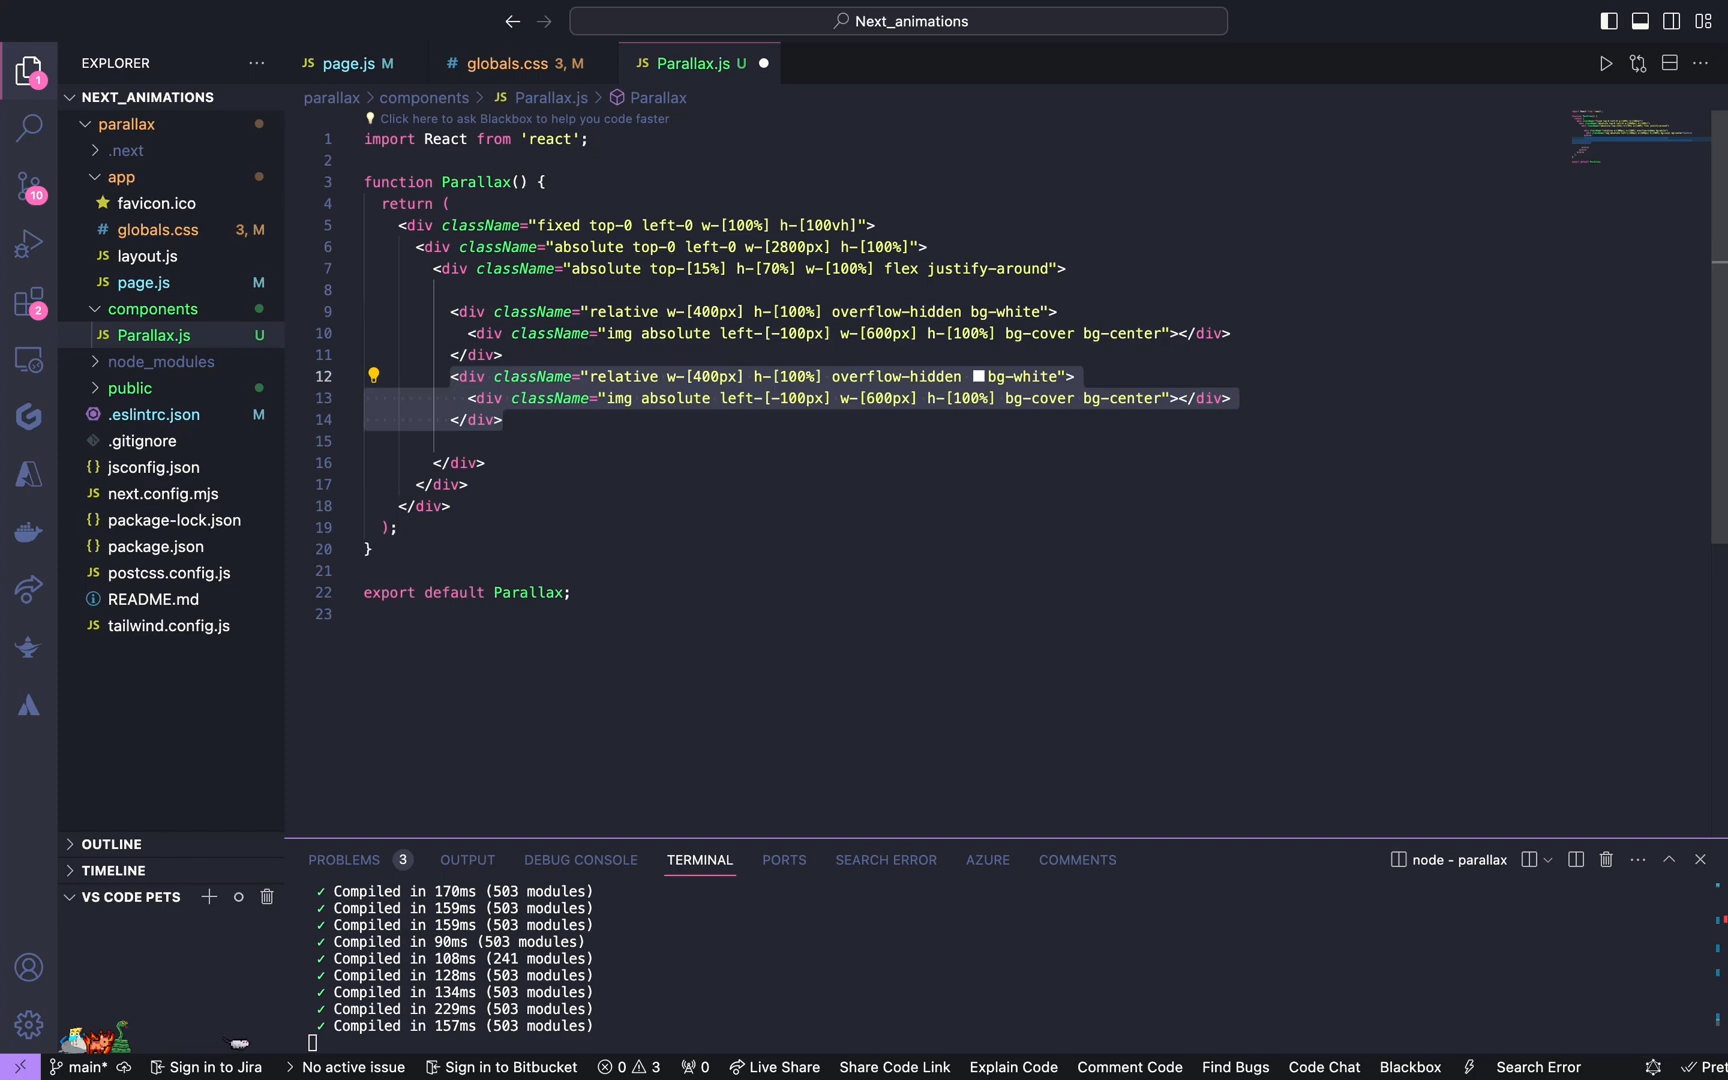 Next_animations
EXPLORER
JS page.js M
# globals.css 3, M
JS Parallax.js U
1
NEXT_ANIMATIONS
parallax > components > JS Parallax.js > Parallax
parallax
Click here to ask Blackbox to help you code faster
.next
app
favicon.ico
# globals.css 3, M
JS layout.js
JS page.js M
components
JS Parallax.js U
node_modules
public
.eslintrc.json M
.gitignore
{} jsconfig.json
JS next.config.mjs
{} package-lock.json
{} package.json
JS postcss.config.js
README.md
JS tailwind.config.js
10
2
1 import React from 'react';
2
3 function Parallax() {
4 return (
5 <div className="fixed top-0 left-0 w-[100%] h-[100vh]">
6 <div className="absolute top-0 left-0 w-[2800px] h-[100%]">
7 <div className="absolute top-[15%] h-[70%] w-[100%] flex justify-around">
8
9 <div className="relative w-[400px] h-[100%] overflow-hidden bg-white">
10 <div className="img absolute left-[-100px] w-[600px] h-[100%] bg-cover bg-center"></div>
11 </div>
12 <div className="relative w-[400px] h-[100%] overflow-hidden bg-white">
13 <div className="img absolute left-[-100px] w-[600px] h-[100%] bg-cover bg-center"></div>
14 </div>
15
16 </div>
17 </div>
18 </div>
19 );
20 }
21
22 export default Parallax;
23
OUTLINE
TIMELINE
VS CODE PETS
PROBLEMS 3 OUTPUT DEBUG CONSOLE TERMINAL PORTS SEARCH ERROR AZURE COMMENTS
node - parallax
✓ Compiled in 170ms (503 modules)
✓ Compiled in 159ms (503 modules)
✓ Compiled in 159ms (503 modules)
✓ Compiled in 90ms (503 modules)
✓ Compiled in 108ms (241 modules)
✓ Compiled in 128ms (503 modules)
✓ Compiled in 134ms (503 modules)
✓ Compiled in 229ms (503 modules)
✓ Compiled in 157ms (503 modules)
main* Sign in to Jira > No active issue Sign in to Bitbucket 0 3 0 Live Share Share Code Link Explain Code Comment Code Find Bugs Code Chat Blackbox Search Error Pret